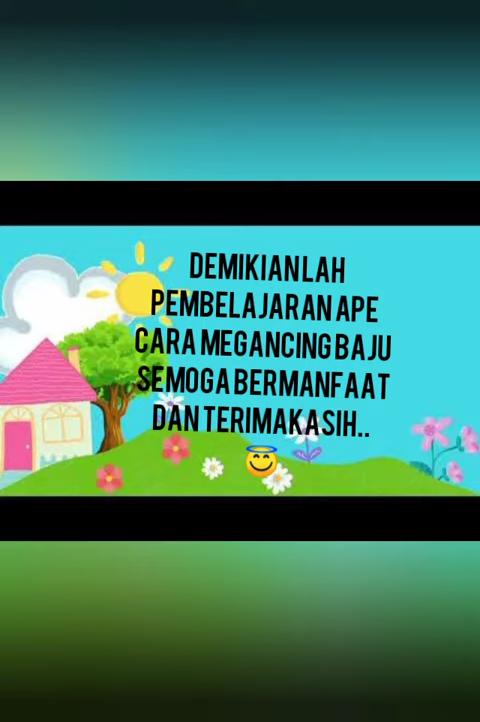 DEMIKIANLAH
PEMBELAJARAN APE
CARA MEGANCING BAJU
SEMOGA BERMANFAAT
DAN TERIMAKASIH..